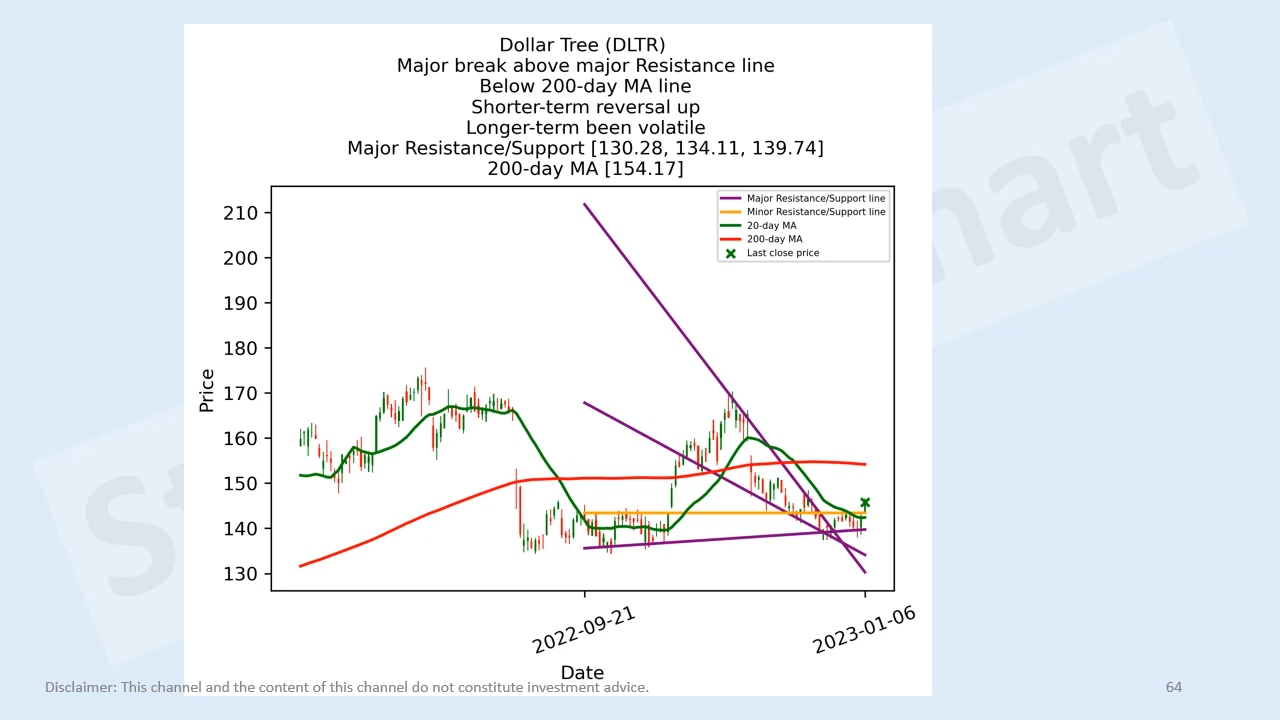 Dollar Tree (DLTR)
Major break above major Resistance line
Below 200-day MA line
Shorter-term reversal up
Longer-term been volatile
Major Resistance/Support [130.28, 134.11, 139.74]
200-day MA [154.17]
Major Resistance/Support line
Minor Resistance/Support line
20-day MA
200-day MA
Last close price
210
200
190
180
170
160
150
140
130
Price
2022-09-21
2023-01-06
Date
Disclaimer: This channel and the content of this channel do not constitute investment advice.
64